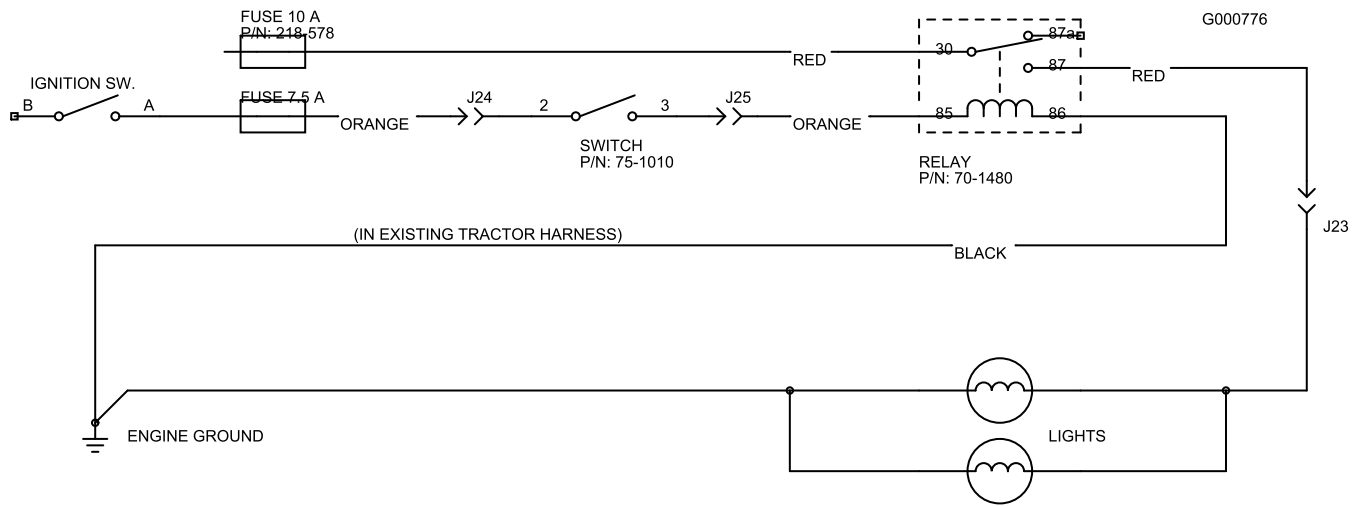 FUSE 10 A
P/N: 218-578
G000776
30
87a
RED
87
RED
IGNITION SW.
B
A
FUSE 7.5 A
ORANGE
J24
2
3
J25
ORANGE
85
86
SWITCH
P/N: 75-1010
RELAY
P/N: 70-1480
J23
(IN EXISTING TRACTOR HARNESS)
BLACK
ENGINE GROUND
LIGHTS